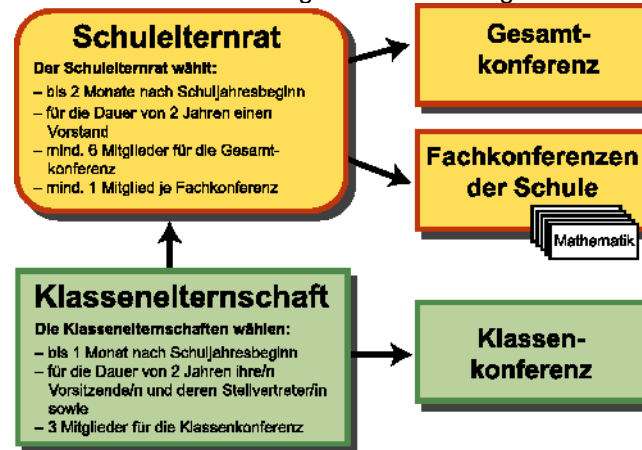 Schulelternrat
Der Schulelternrat wählt:
– bis 2 Monate nach Schuljahresbeginn
– für die Dauer von 2 Jahren einen
Vorstand
– mind. 6 Mitglieder für die Gesamt-
konferenz
– mind. 1 Mitglied je Fachkonferenz
Gesamt-
konferenz
Fachkonferenzen
der Schule
Mathematik
Klassenelternschaft
Die Klassenelternschaften wählen:
– bis 1 Monat nach Schuljahresbeginn
– für die Dauer von 2 Jahren ihre/n
Vorsitzende/n und deren Stellvertreter/in
sowie
– 3 Mitglieder für die Klassenkonferenz
Klassen-
konferenz